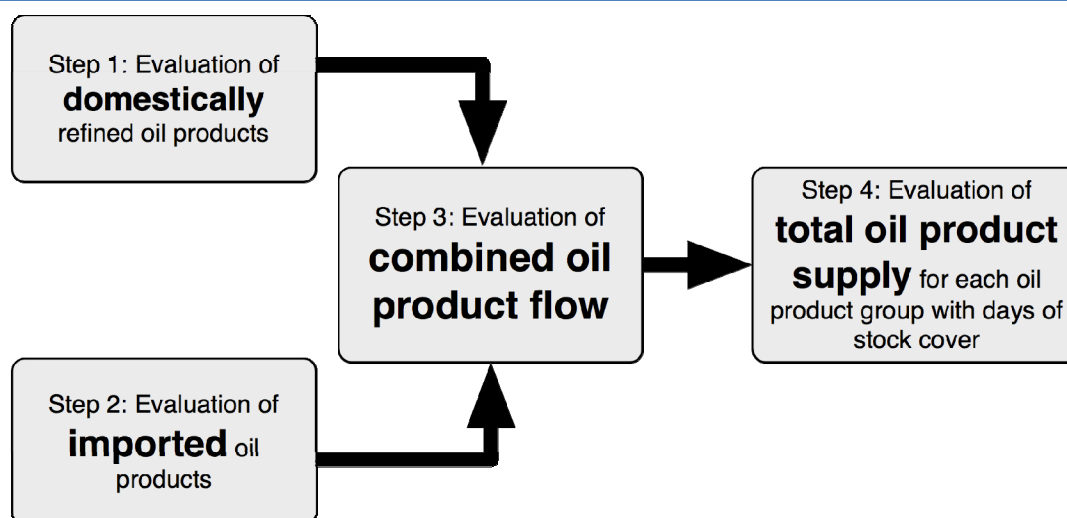 Step 1: Evaluation of
domestically
refined oil products
Step 2: Evaluation of
imported oil
products
Step 3: Evaluation of
combined oil
product flow
Step 4: Evaluation of
total oil product
supply for each oil
product group with days of
stock cover